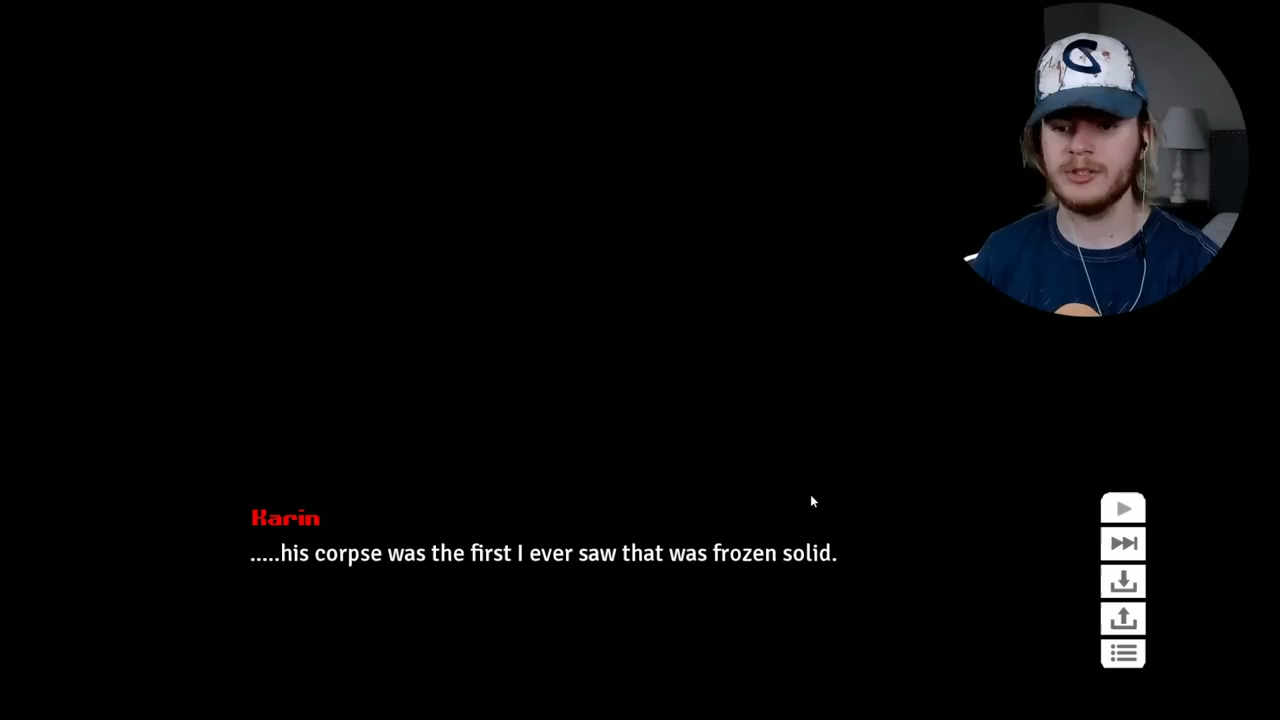 Karin
.....his corpse was the first I ever saw that was frozen solid.